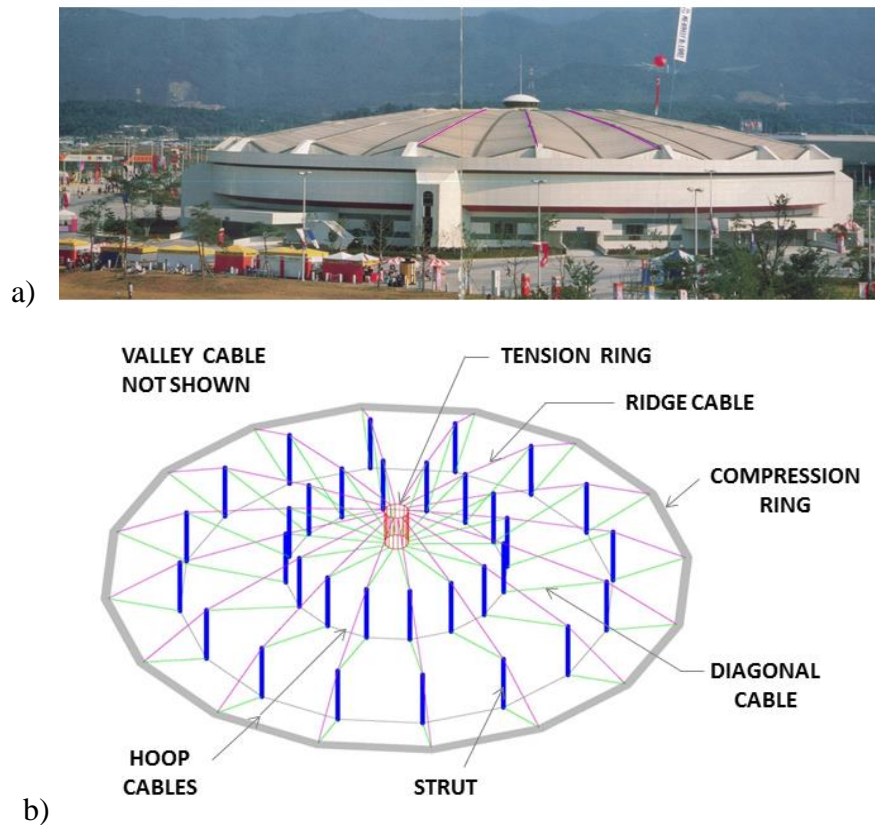 a)
VALLEY CABLE
NOT SHOWN
TENSION RING
RIDGE CABLE
COMPRESSION
RING
DIAGONAL
CABLE
HOOP
CABLES
STRUT
b)